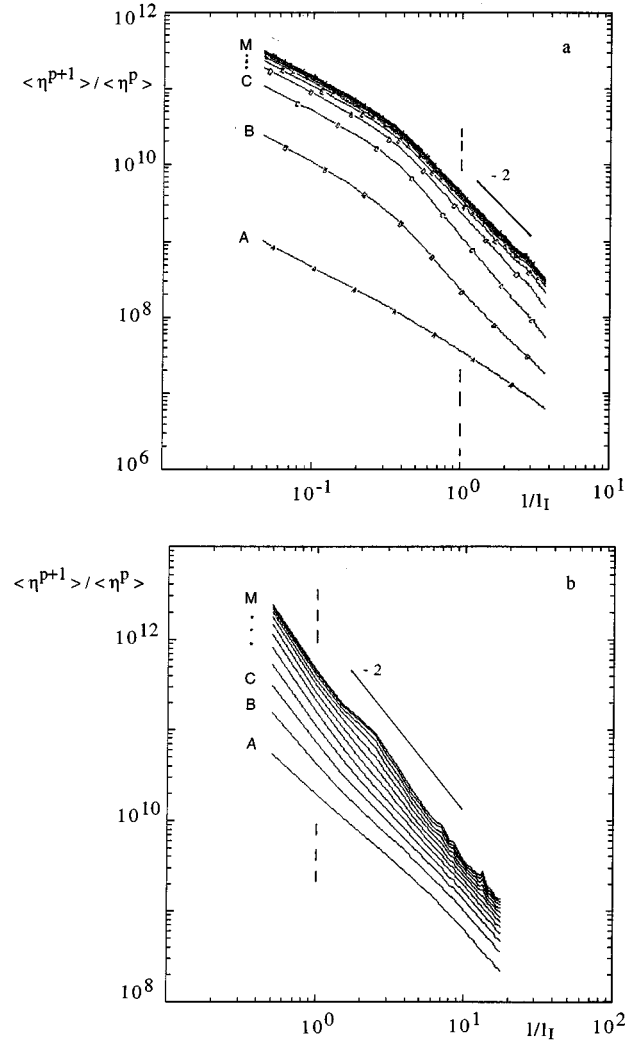 10^12
a
M
< η^p+1 > / < η^p >
C
10^10
B
- 2
A
10^8
10^6
10^-1
10^0
l/l_I
10^1
< η^p+1 > / < η^p >
b
M
10^12
- 2
C
B
A
10^10
10^8
10^0
10^1
l/l_I
10^2